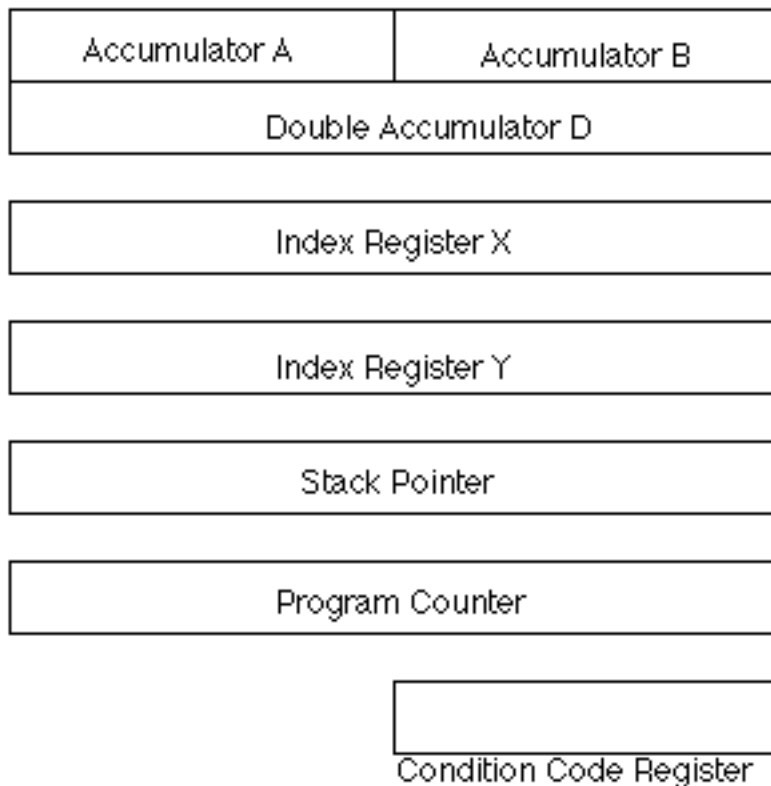 Accumulator A
Accumulator B
Double Accumulator D
Index Register X
Index Register Y
Stack Pointer
Program Counter
Condition Code Register